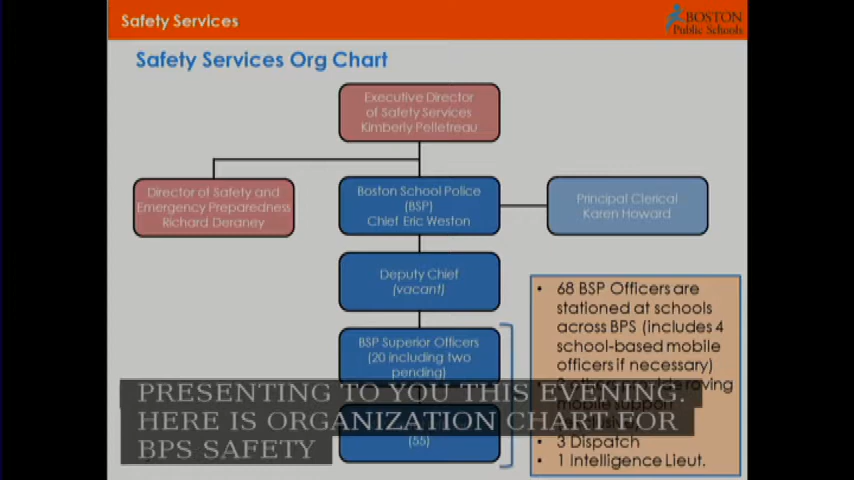 Safety Services
BOSTON
Public Schools
Safety Services Org Chart
Executive Director
of Safety Services
Kimberly Pelletreau
Director of Safety and
Emergency Preparedness
Richard Deraney
Boston School Police
(BSP)
Chief Eric Weston
Principal Clerical
Karen Howard
Deputy Chief
(vacant)
BSP Superior Officers
(20 including two
pending)
(55)
• 68 BSP Officers are
stationed at schools
across BPS (includes 4
school-based mobile
officers if necessary)
roving
mobile support
• 3 Dispatch
• 1 Intelligence Lieut.
PRESENTING TO YOU THIS EVENING.
HERE IS ORGANIZATION CHART FOR
BPS SAFETY